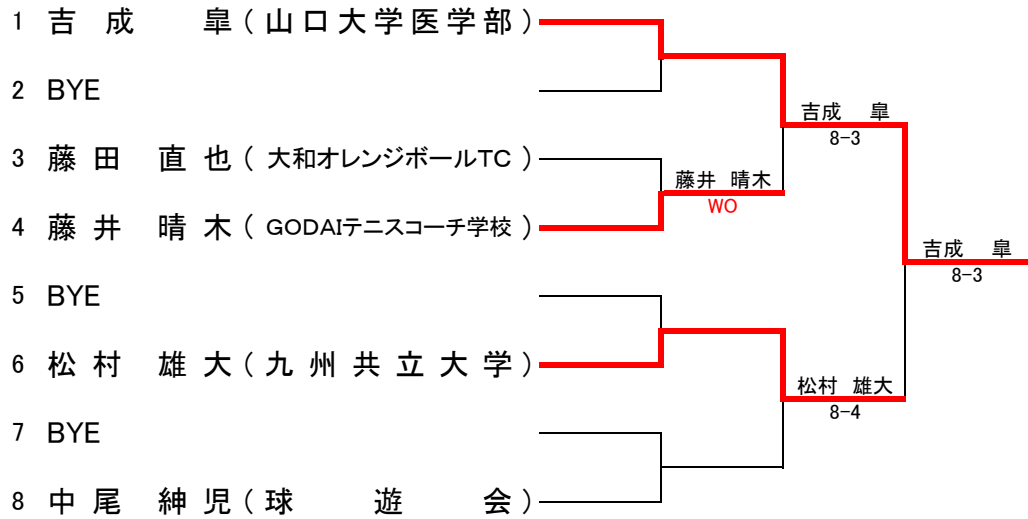 1 吉 成 皐 ( 山 口 大 学 医 学 部 )
2 BYE
吉成 皐
8-3
3 藤 田 直 也 ( 大和オレンジボールTC )
藤井 晴木
WO
4 藤 井 晴 木 ( GODAIテニスコーチ学校 )
吉成 皐
8-3
5 BYE
6 松 村 雄 大 ( 九 州 共 立 大 学 )
松村 雄大
8-4
7 BYE
8 中 尾 紳 児 ( 球 遊 会 )